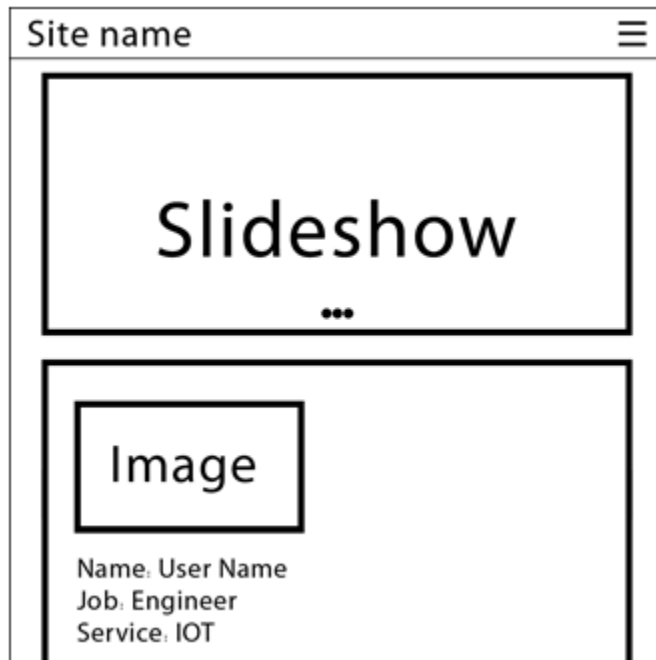 Site name
Slideshow
Image
Name: User Name
Job: Engineer
Service: IOT